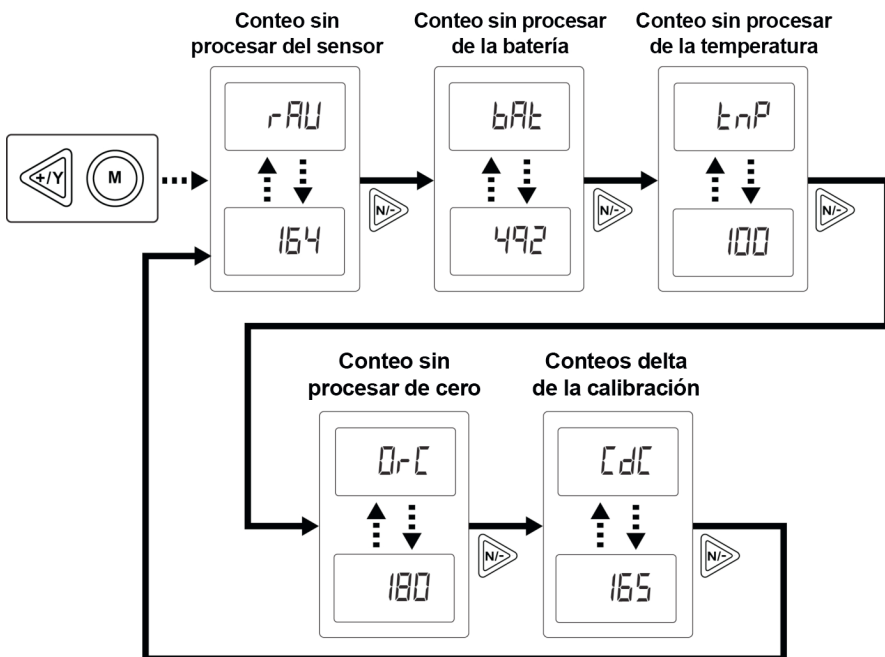 Conteo sin
procesar del sensor
Conteo sin procesar
de la batería
Conteo sin procesar
de la temperatura
rAU
bAt
tnP
+/Y
M
N/-
N/-
N/-
164
492
100
Conteo sin
procesar de cero
Conteos delta
de la calibración
0rC
CdC
N/-
N/-
180
165